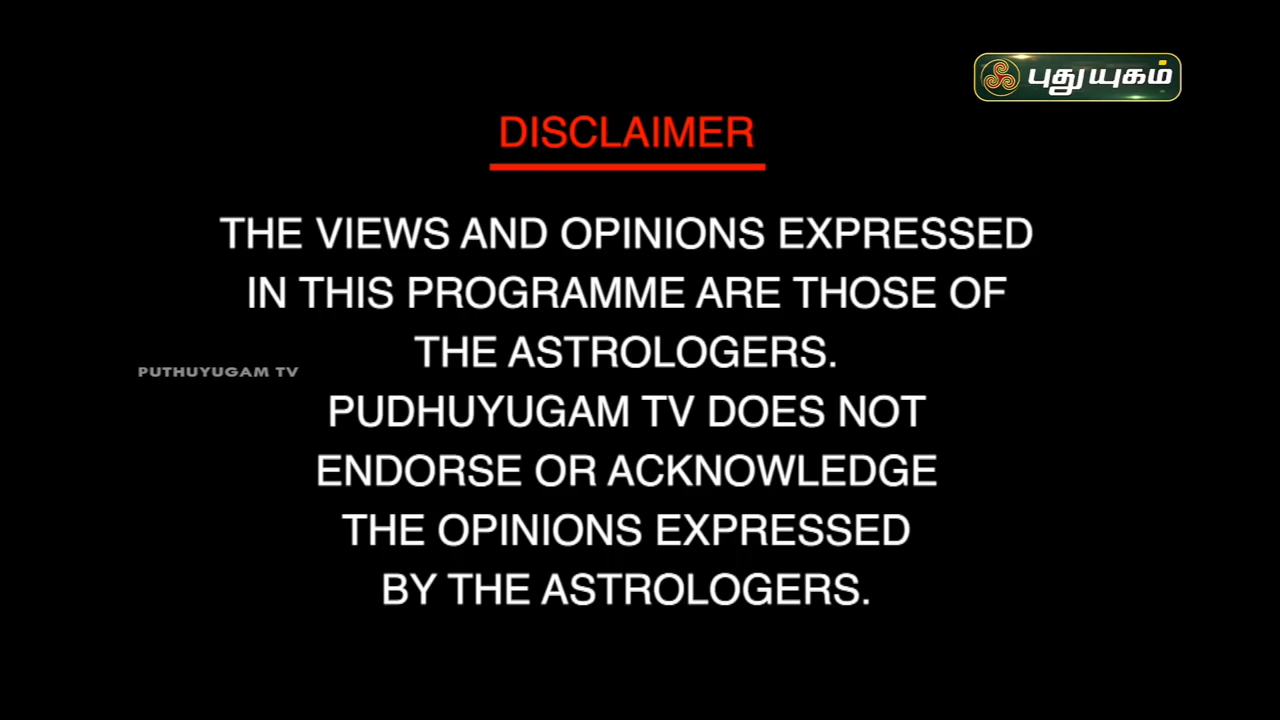 புதுயுகம்
DISCLAIMER
THE VIEWS AND OPINIONS EXPRESSED
IN THIS PROGRAMME ARE THOSE OF
THE ASTROLOGERS.
PUTHUYUGAM TV
PUDHUYUGAM TV DOES NOT
ENDORSE OR ACKNOWLEDGE
THE OPINIONS EXPRESSED
BY THE ASTROLOGERS.